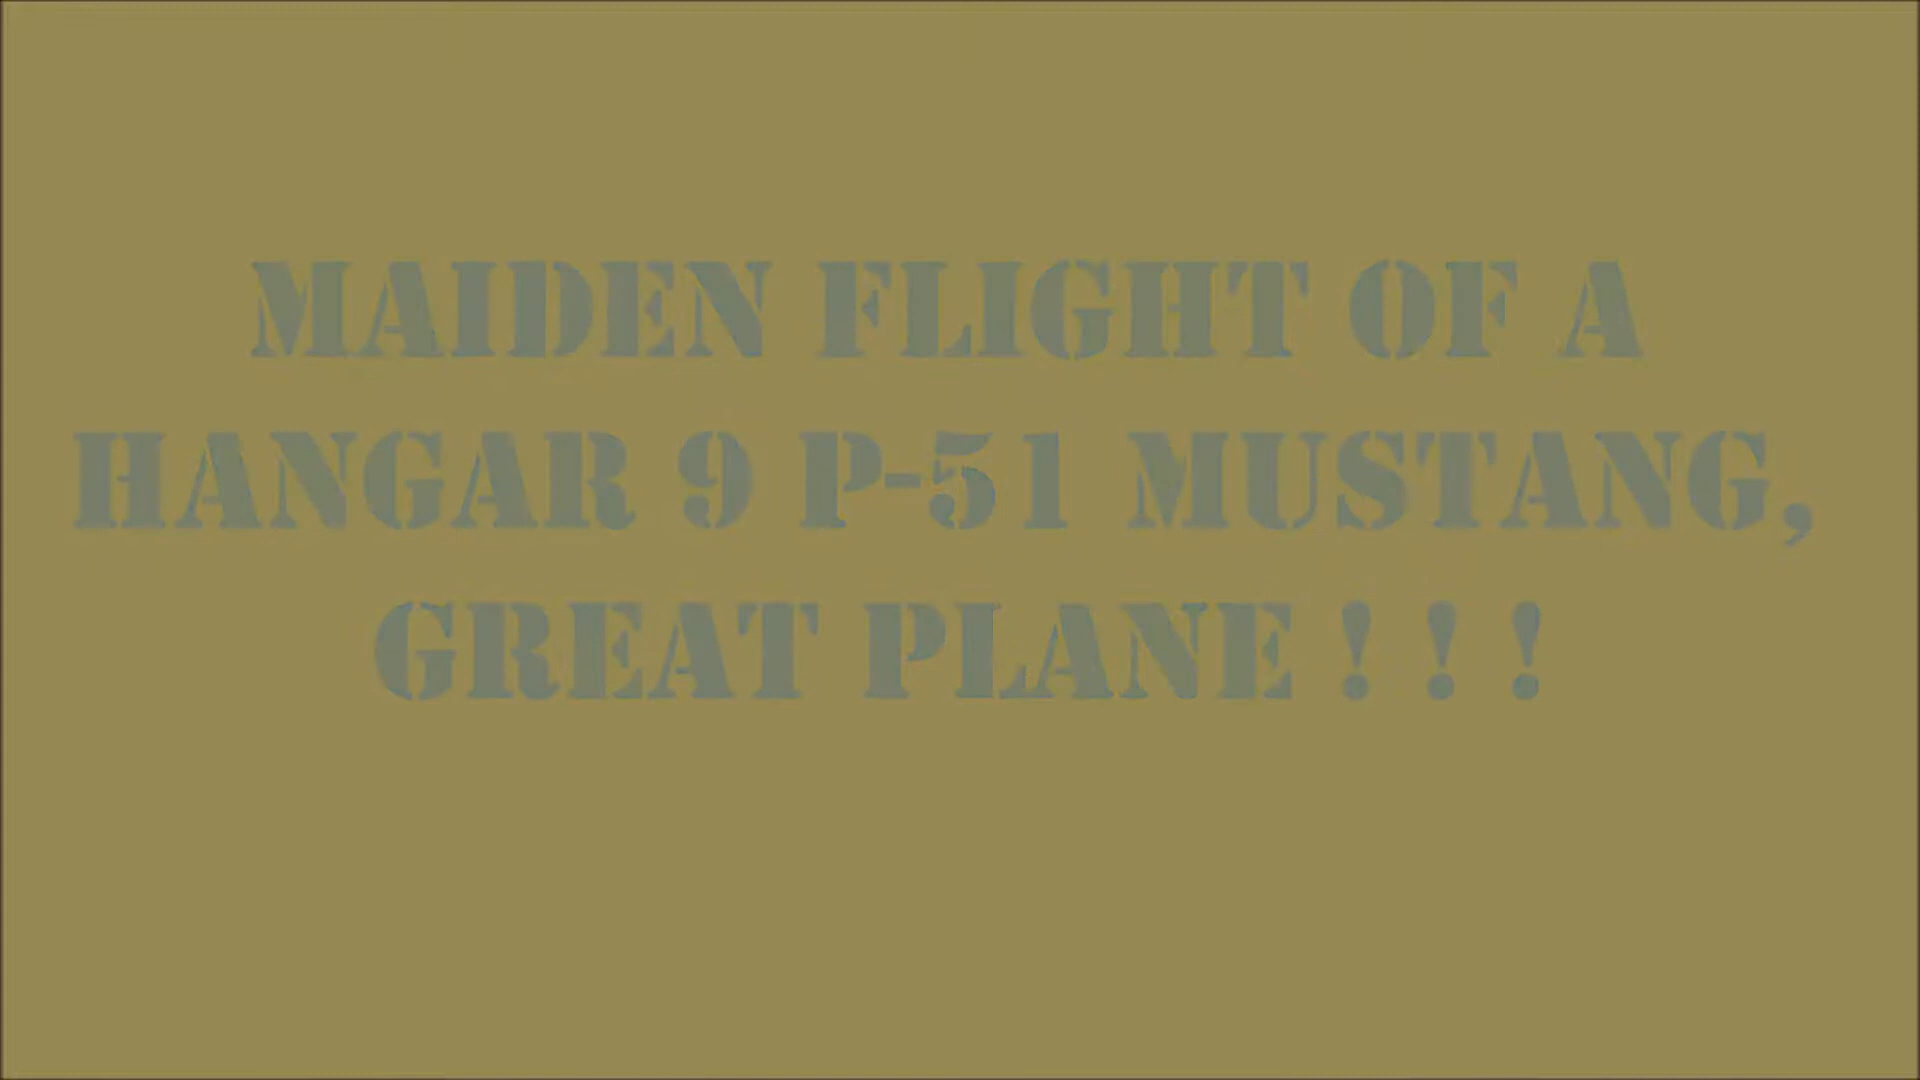 MAIDEN FLIGHT OF A
HANGAR 9 P-51 MUSTANG,
GREAT PLANE ! ! !